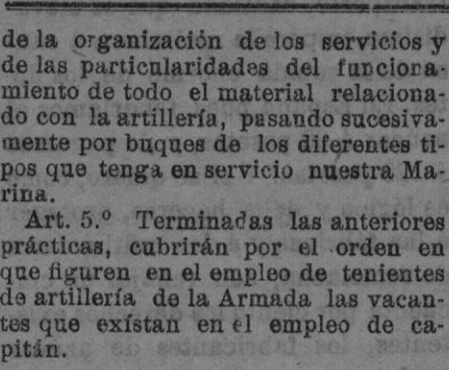 de la organización de los servicios y
de las particularidades del funciona-
miento de todo el material relaciona-
do con la artillería, pasando sucesiva-
mente por buques de los diferentes ti-
pos que tenga en servicio nuestra Ma-
rina.
Art. 5.º Terminadas las anteriores
prácticas, cubrirán por el orden en
que figuren en el empleo de tenientes
de artillería de la Armada las vacan-
tes que exístan en el empleo de ca-
pitán.